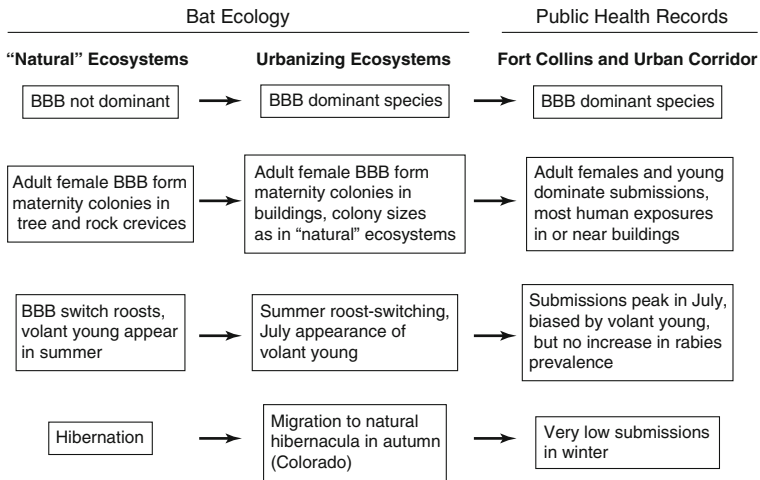 Bat Ecology
Public Health Records
“Natural” Ecosystems
Urbanizing Ecosystems
Fort Collins and Urban Corridor
BBB not dominant
BBB dominant species
BBB dominant species
Adult female BBB form
maternity colonies in
tree and rock crevices
Adult female BBB form
maternity colonies in
buildings, colony sizes
as in “natural” ecosystems
Adult females and young
dominate submissions,
most human exposures
in or near buildings
BBB switch roosts,
volant young appear
in summer
Summer roost-switching,
July appearance of
volant young
Submissions peak in July,
biased by volant young,
but no increase in rabies
prevalence
Hibernation
Migration to natural
hibernacula in autumn
(Colorado)
Very low submissions
in winter